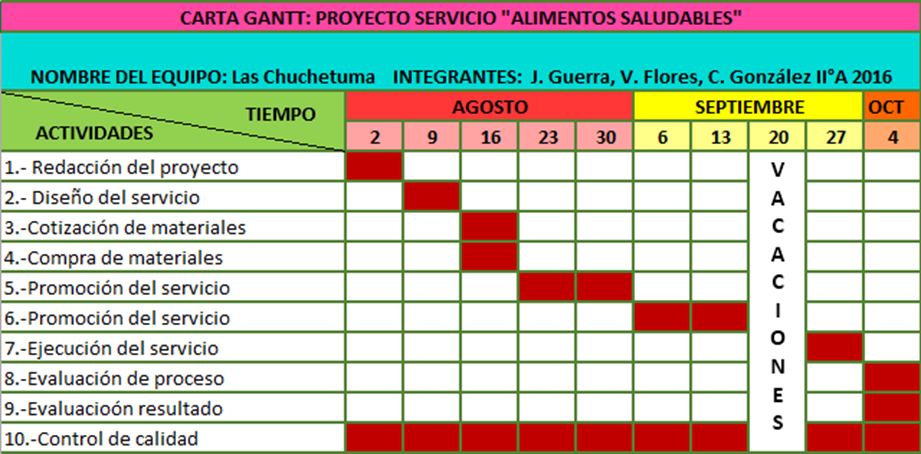 CARTA GANTT: PROYECTO SERVICIO "ALIMENTOS SALUDABLES"
NOMBRE DEL EQUIPO: Las Chuchetuma INTEGRANTES: J. Guerra, V. Flores, C. González II°A 2016
TIEMPO
ACTIVIDADES
AGOSTO SEPTIEMBRE OCT
2 9 16 23 30 6 13 20 27 4
1.- Redacción del proyecto
2.- Diseño del servicio
3.-Cotización de materiales
4.-Compra de materiales
5.-Promoción del servicio
6.-Promoción del servicio
7.-Ejecución del servicio
8.-Evaluación de proceso
9.-Evaluacioón resultado
10.-Control de calidad
VACACIONES